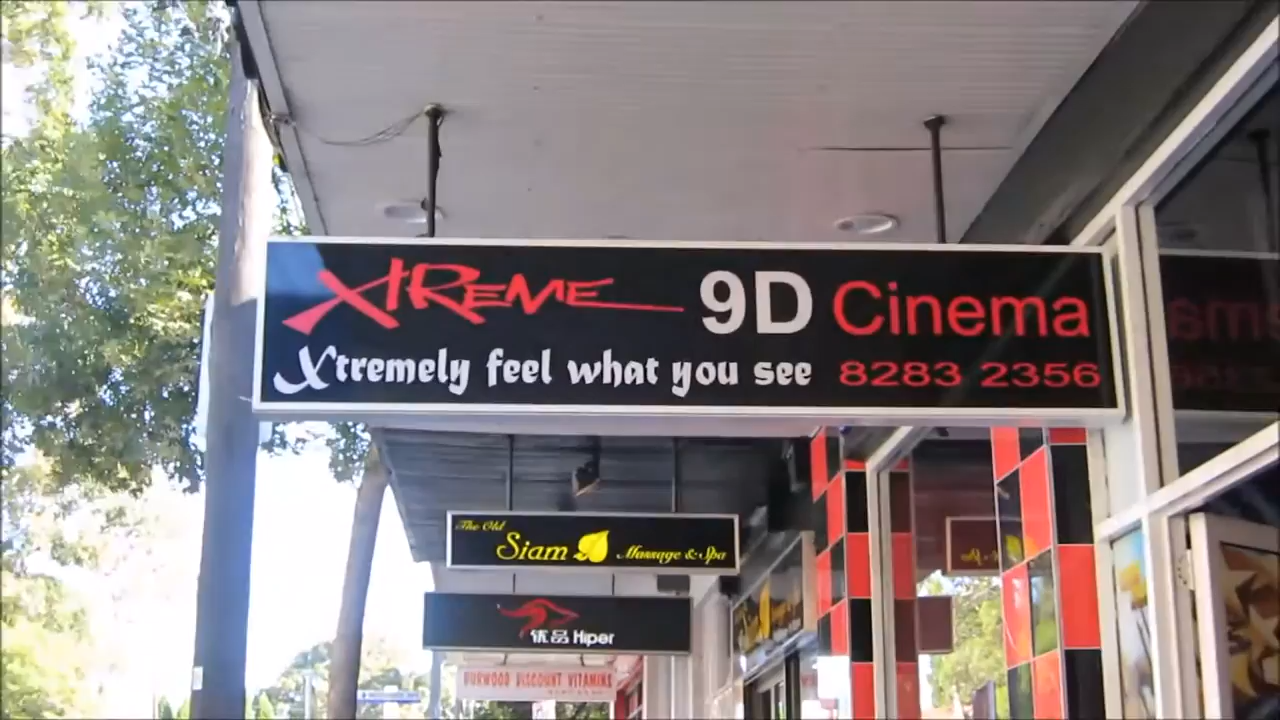 XTREME 9D Cinema
Xtremely feel what you see 8283 2356
The Old
Siam Massage & Spa
优品 Hiper
BURWOOD DISCOUNT VITAMINS